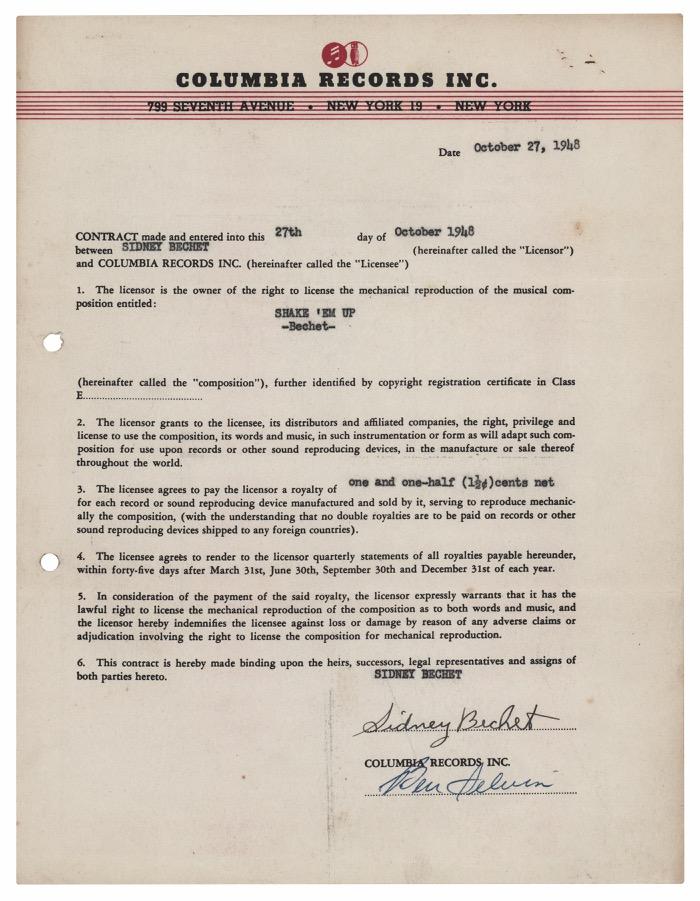 COLUMBIA RECORDS INC.
799 SEVENTH AVENUE • NEW YORK 19 • NEW YORK
Date October 27, 1948
CONTRACT made and entered into this 27th day of October 1948
between SIDNEY BECHET (hereinafter called the "Licensor")
and COLUMBIA RECORDS INC. (hereinafter called the "Licensee")
1. The licensor is the owner of the right to license the mechanical reproduction of the musical com-
position entitled:
SHAKE 'EM UP
-Bechet-
(hereinafter called the "composition"), further identified by copyright registration certificate in Class
E........................................
2. The licensor grants to the licensee, its distributors and affiliated companies, the right, privilege and
license to use the composition, its words and music, in such instrumentation or form as will adapt such com-
position for use upon records or other sound reproducing devices, in the manufacture or sale thereof
throughout the world.
3. The licensee agrees to pay the licensor a royalty of one and one-half (1½¢)cents net
for each record or sound reproducing device manufactured and sold by it, serving to reproduce mechanic-
ally the composition, (with the understanding that no double royalties are to be paid on records or other
sound reproducing devices shipped to any foreign countries).
4. The licensee agrees to render to the licensor quarterly statements of all royalties payable hereunder,
within forty-five days after March 31st, June 30th, September 30th and December 31st of each year.
5. In consideration of the payment of the said royalty, the licensor expressly warrants that it has the
lawful right to license the mechanical reproduction of the composition as to both words and music, and
the licensor hereby indemnifies the licensee against loss or damage by reason of any adverse claims or
adjudication involving the right to license the composition for mechanical reproduction.
6. This contract is hereby made binding upon the heirs, successors, legal representatives and assigns of
both parties hereto.
SIDNEY BECHET
Sidney Bechet
COLUMBIA RECORDS, INC.
Ben Selvin